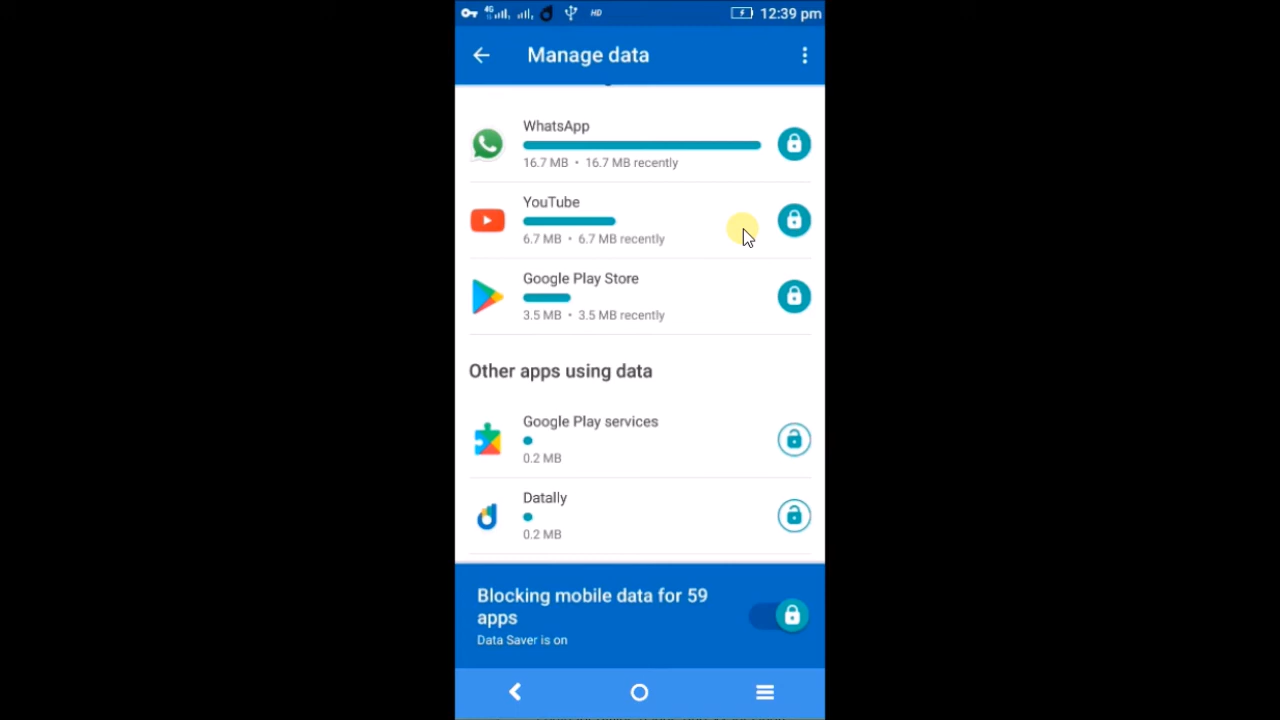 4G
HD
12:39 pm
Manage data
WhatsApp
16.7 MB • 16.7 MB recently
YouTube
6.7 MB • 6.7 MB recently
Google Play Store
3.5 MB • 3.5 MB recently
Other apps using data
Google Play services
0.2 MB
Datally
0.2 MB
Blocking mobile data for 59
apps
Data Saver is on